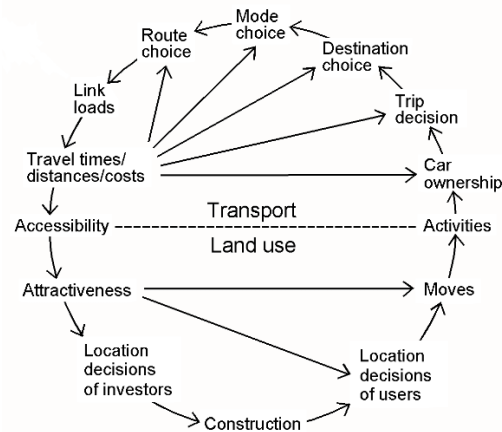 Mode
choice
Route
choice
Destination
choice
Link
loads
Trip
decision
Travel times/
distances/costs
Car
ownership
Transport
Accessibility
Activities
Land use
Attractiveness
Moves
Location
decisions
of investors
Location
decisions
of users
Construction